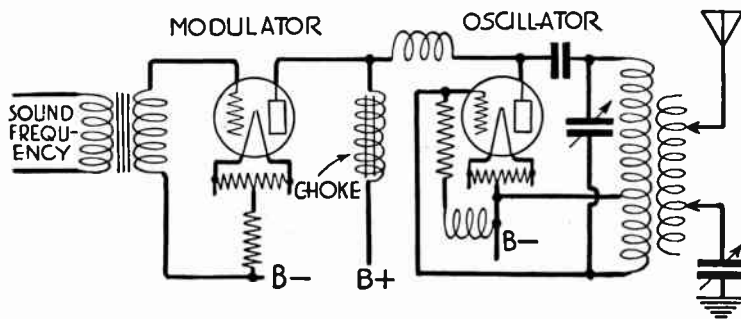 MODULATOR
OSCILLATOR
SOUND
FREQU-
ENCY
CHOKE
B−
B+
B−